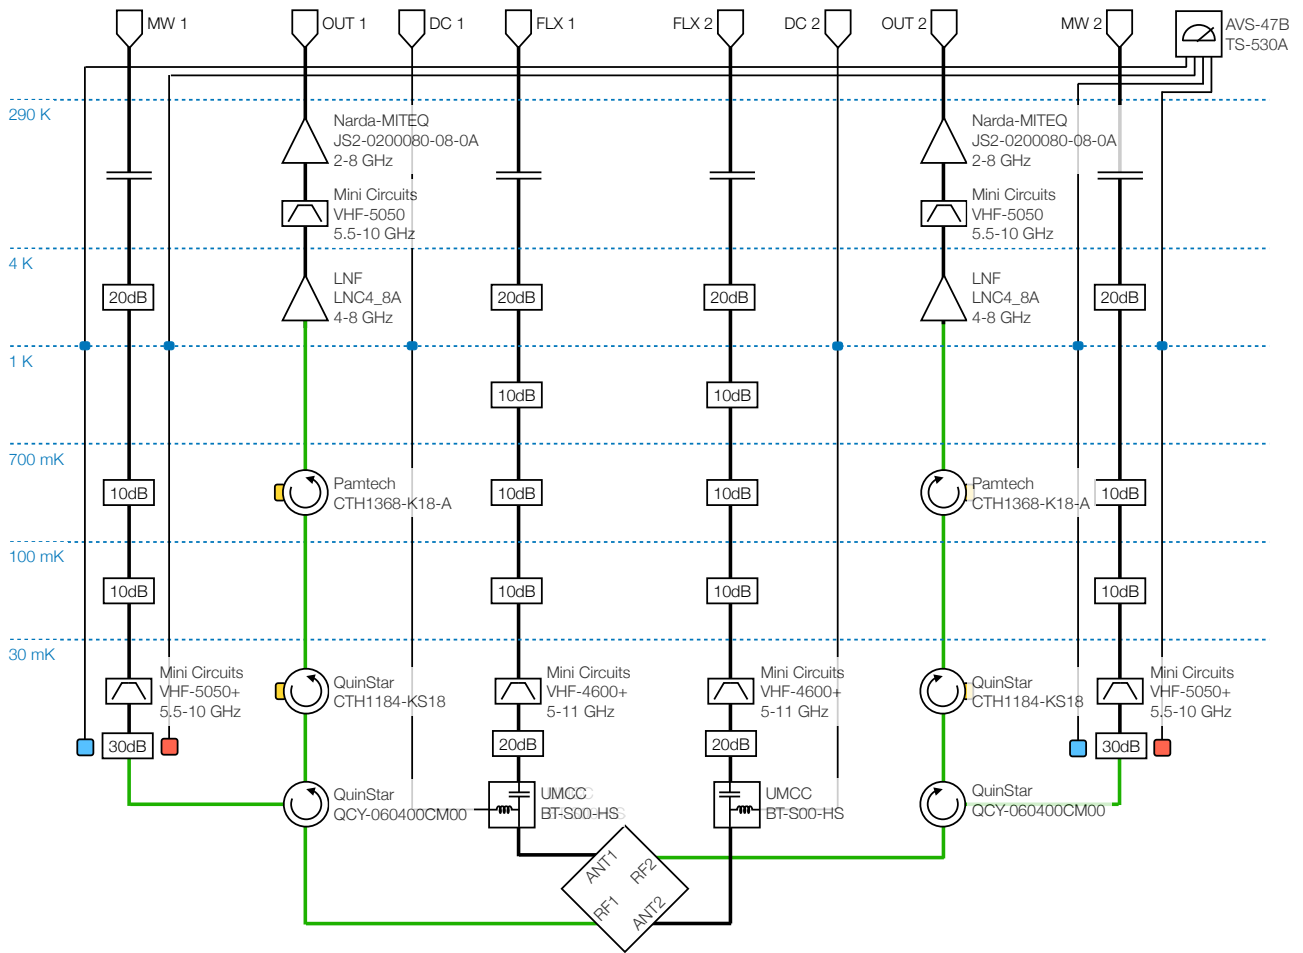 MW 1
OUT 1
DC 1
FLX 1
FLX 2
DC 2
OUT 2
MW 2
AVS-47B
TS-530A
290 K
Narda-MITEQ
JS2-0200080-08-0A
2-8 GHz
Narda-MITEQ
JS2-0200080-08-0A
2-8 GHz
Mini Circuits
VHF-5050
5.5-10 GHz
Mini Circuits
VHF-5050
5.5-10 GHz
4 K
20dB
LNF
LNC4_8A
4-8 GHz
20dB
20dB
LNF
LNC4_8A
4-8 GHz
20dB
1 K
10dB
10dB
700 mK
10dB
Pamtech
CTH1368-K18-A
10dB
10dB
Pamtech
CTH1368-K18-A
10dB
100 mK
10dB
10dB
10dB
10dB
30 mK
Mini Circuits
VHF-5050+
5.5-10 GHz
QuinStar
CTH1184-KS18
Mini Circuits
VHF-4600+
5-11 GHz
Mini Circuits
VHF-4600+
5-11 GHz
QuinStar
CTH1184-KS18
Mini Circuits
VHF-5050+
5.5-10 GHz
30dB
20dB
20dB
30dB
QuinStar
QCY-060400CM00
UMCC
BT-S00-HS
UMCC
BT-S00-HS
QuinStar
QCY-060400CM00
ANT1
RF2
RF1
ANT2